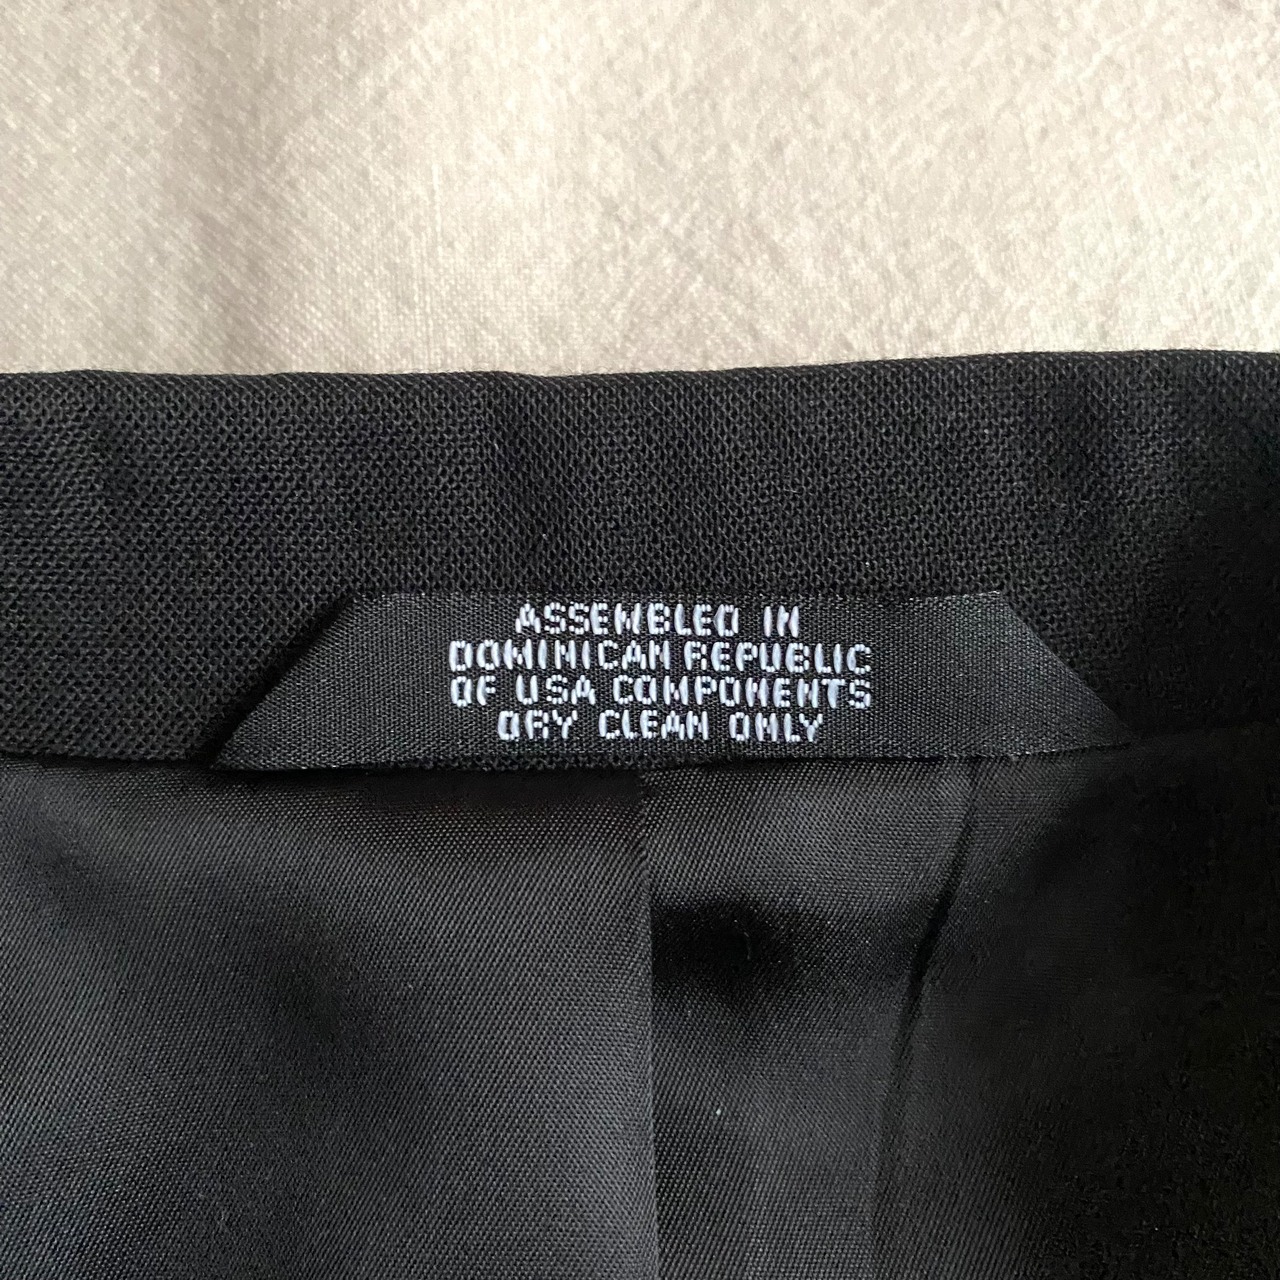 ASSEMBLED IN
DOMINICAN REPUBLIC
OF USA COMPONENTS
DRY CLEAN ONLY